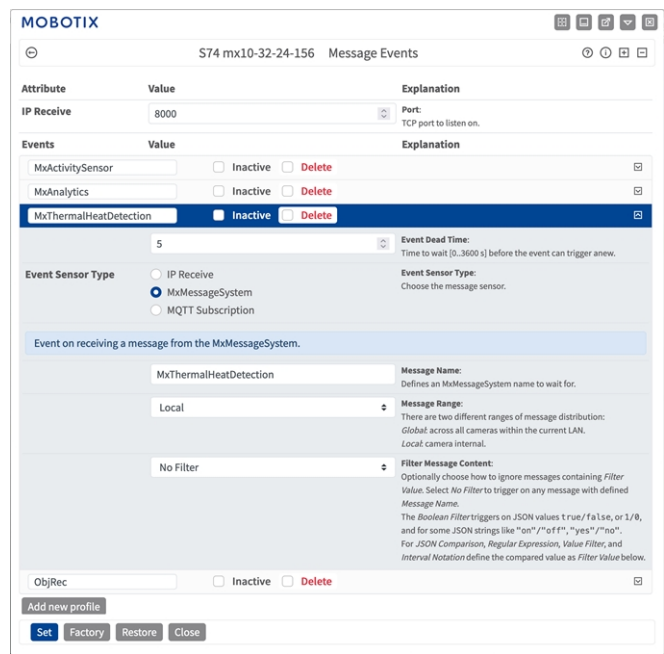 MOBOTIX
S74 mx10-32-24-156 Message Events
Attribute Value Explanation
IP Receive 8000 Port:
TCP port to listen on.
Events Value Explanation
MxActivitySensor Inactive Delete
MxAnalytics Inactive Delete
MxThermalHeatDetection Inactive Delete
5 Event Dead Time:
Time to wait [0..3600 s] before the event can trigger anew.
Event Sensor Type IP Receive Event Sensor Type:
MxMessageSystem Choose the message sensor.
MQTT Subscription
Event on receiving a message from the MxMessageSystem.
MxThermalHeatDetection Message Name:
Defines an MxMessageSystem name to wait for.
Local Message Range:
There are two different ranges of message distribution:
Global: across all cameras within the current LAN.
Local: camera internal.
No Filter Filter Message Content:
Optionally choose how to ignore messages containing Filter
Value. Select No Filter to trigger on any message with defined
Message Name.
The Boolean Filter triggers on JSON values true/false, or 1/0,
and for some JSON strings like "on"/"off", "yes"/"no".
For JSON Comparison, Regular Expression, Value Filter, and
Interval Notation define the compared value as Filter Value below.
ObjRec Inactive Delete
Add new profile
Set Factory Restore Close